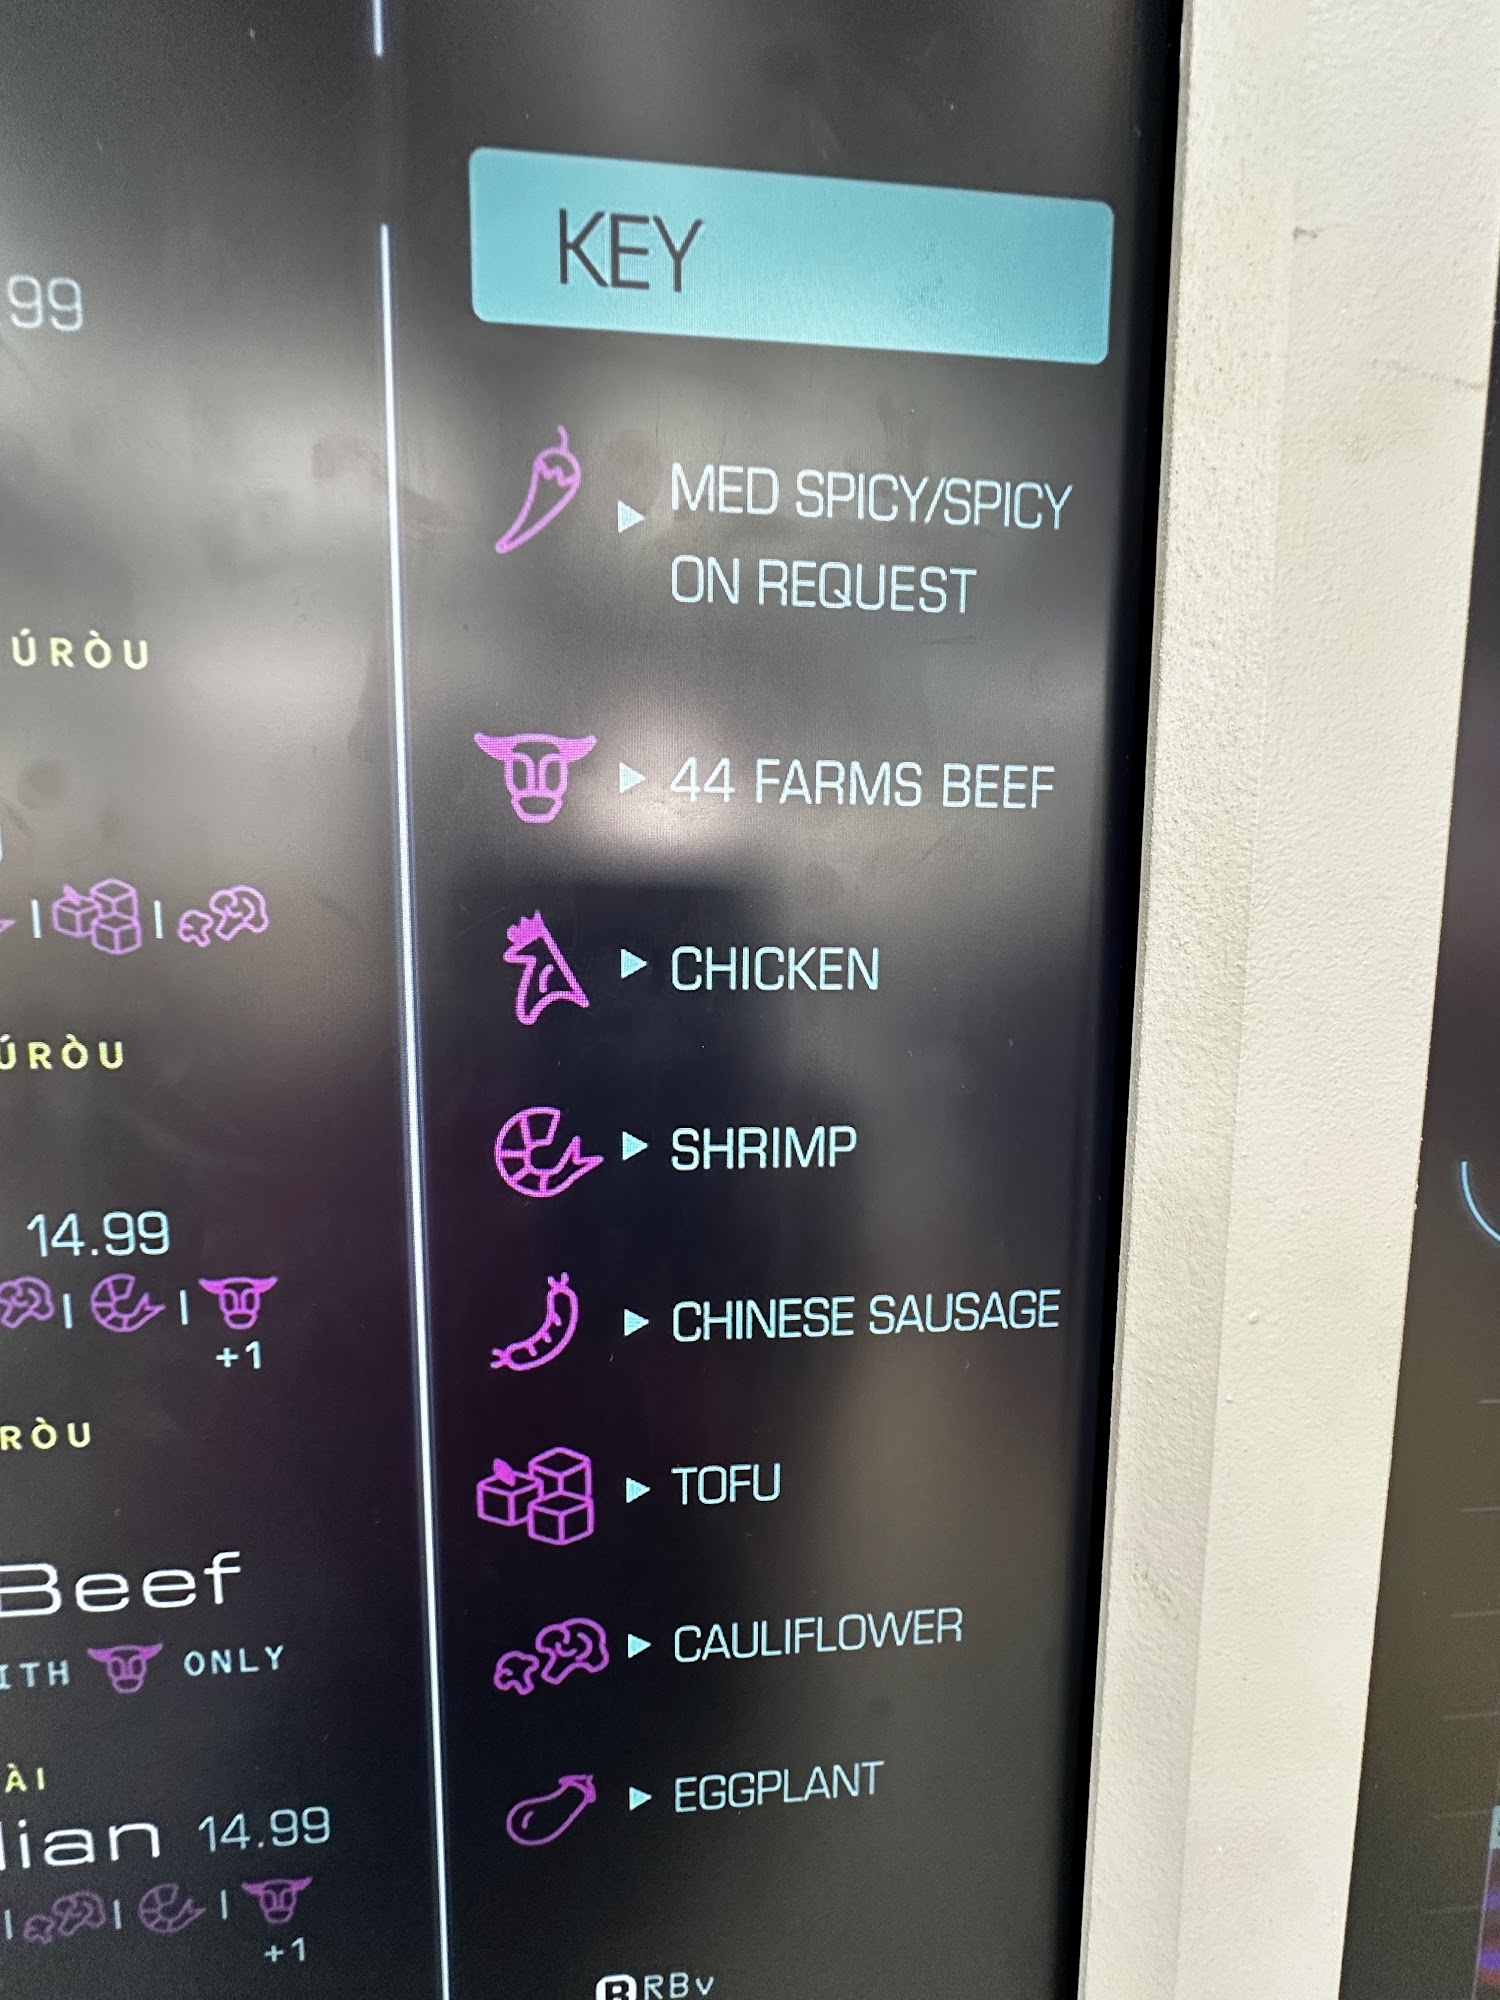 99
ÚRÒU
ÚRÒU
14.99
+1
RÒU
Beef
ITH ONLY
ÀI
lian 14.99
+1
KEY
MED SPICY/SPICY
ON REQUEST
44 FARMS BEEF
CHICKEN
SHRIMP
CHINESE SAUSAGE
TOFU
CAULIFLOWER
EGGPLANT
R RBv